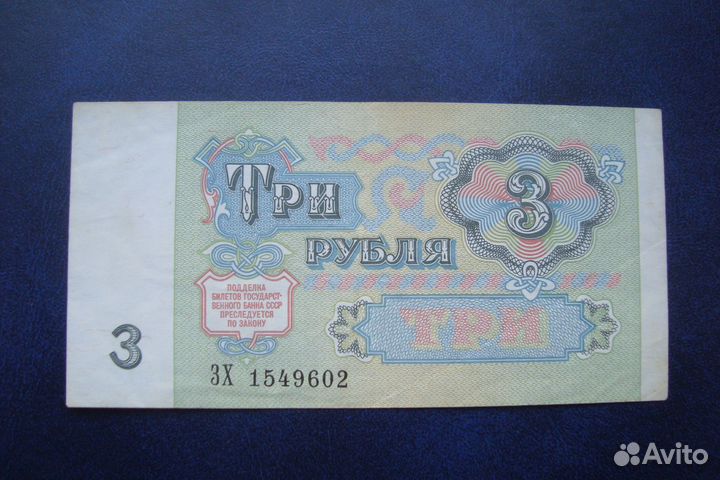 ТРИ
РУБЛЯ
3
ПОДДЕЛКА
БИЛЕТОВ ГОСУДАРСТ-
ВЕННОГО БАНКА СССР
ПРЕСЛЕДУЕТСЯ
ПО ЗАКОНУ
ТРИ
3
ЗХ 1549602
Avito